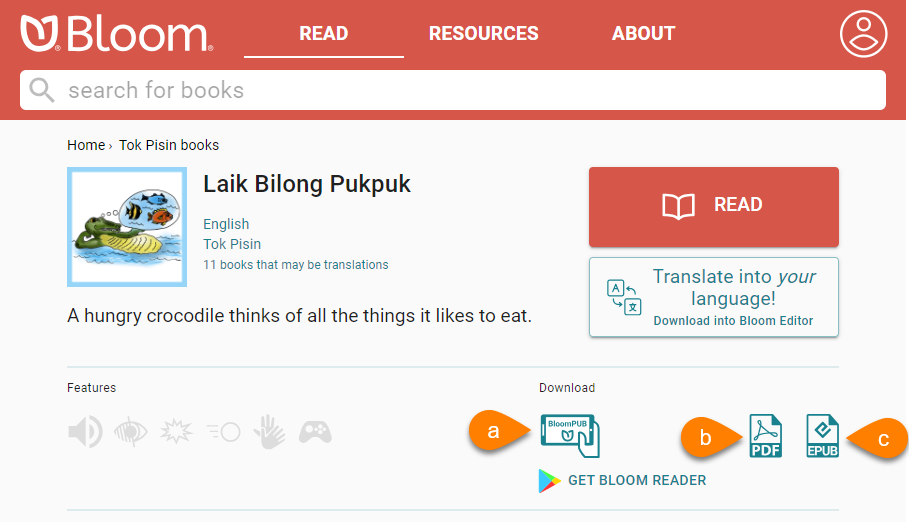 Bloom
READ
RESOURCES
ABOUT
search for books
Home › Tok Pisin books
Laik Bilong Pukpuk
English
Tok Pisin
11 books that may be translations
READ
A
文
Translate into your
language!
Download into Bloom Editor
A hungry crocodile thinks of all the things it likes to eat.
Features
Download
a
BloomPUB
b
PDF
EPUB
c
GET BLOOM READER